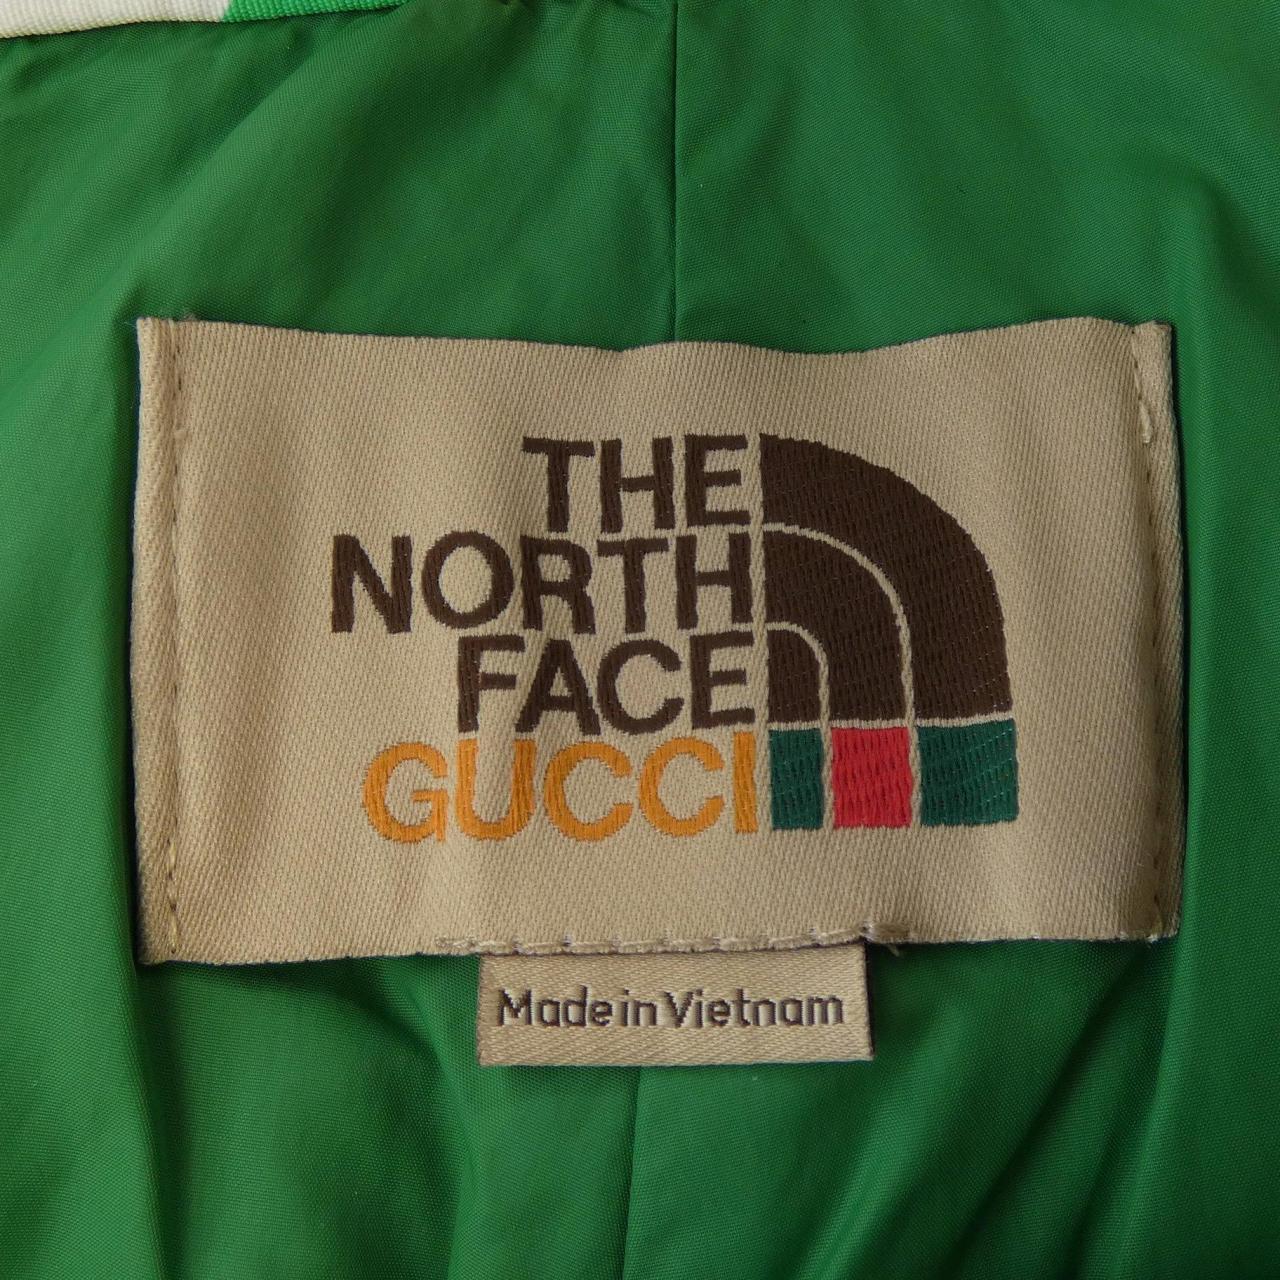 THE
NORTH
FACE
GUCCI
Made in Vietnam